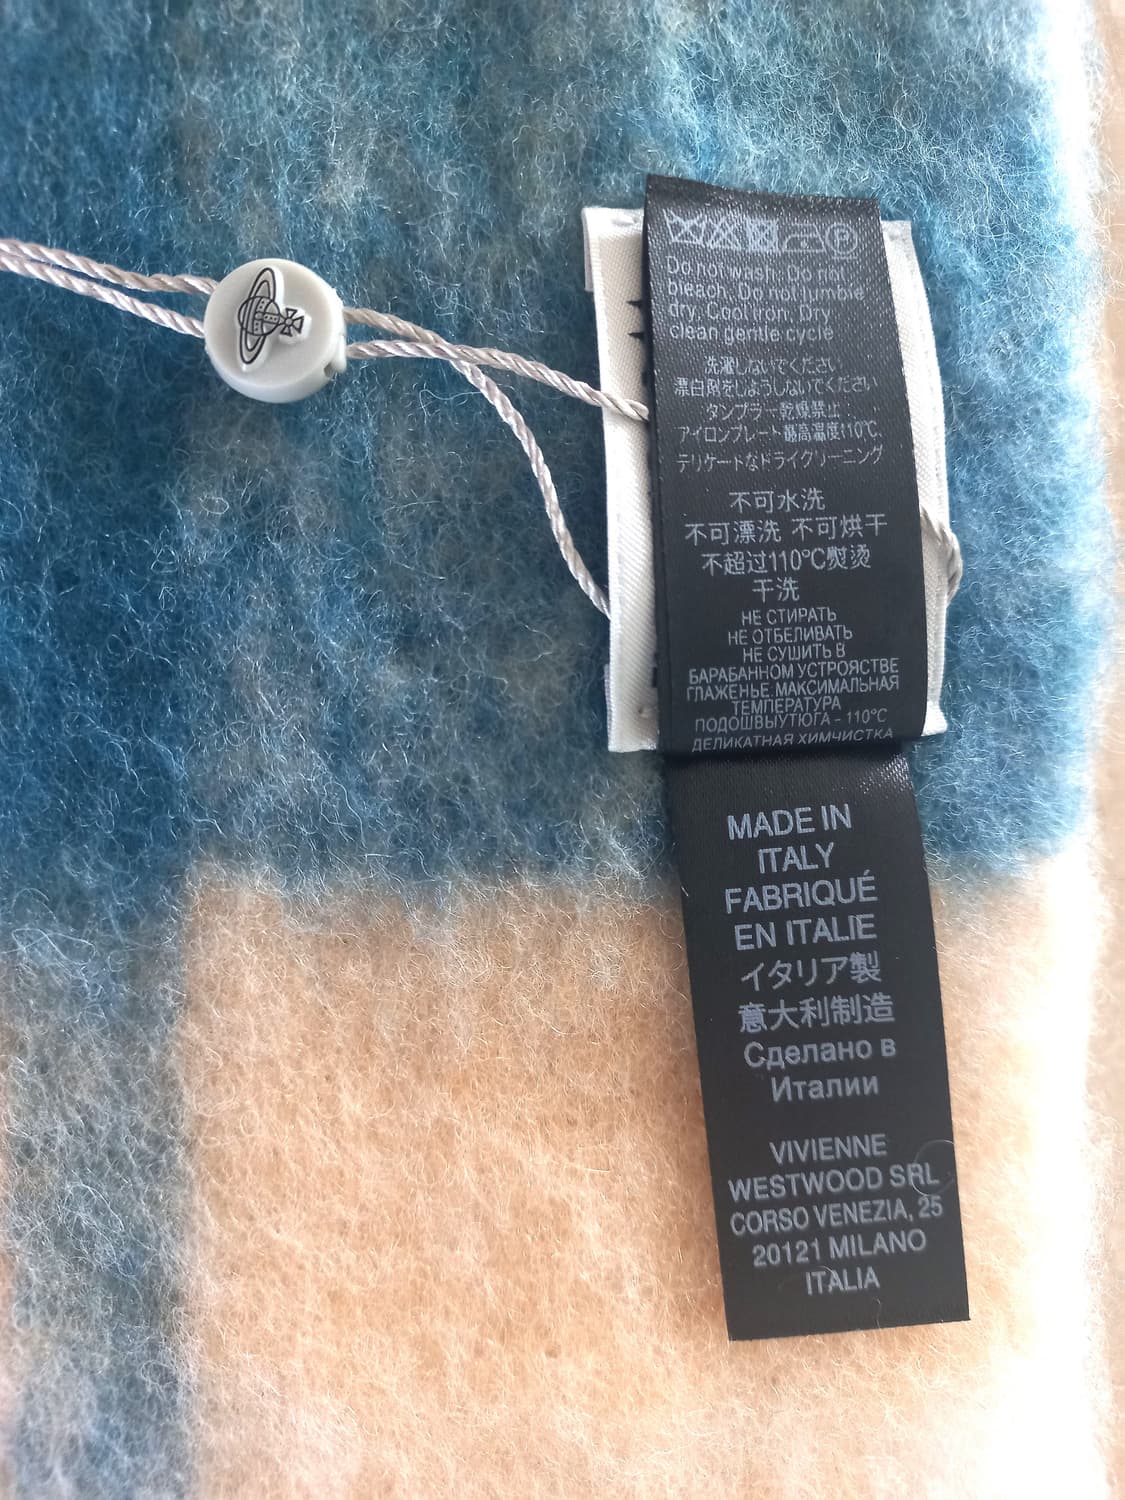 Do not wash. Do not
bleach. Do not tumble
dry. Cool iron. Dry
clean gentle cycle
洗濯しないでください
漂白剤をしようしないでください
タンブラー乾燥禁止
アイロンプレート最高温度110℃,
デリケートなドライクリーニング
不可水洗
不可漂洗 不可烘干
不超过110℃熨烫
干洗
НЕ СТИРАТЬ
НЕ ОТБЕЛИВАТЬ
НЕ СУШИТЬ В
БАРАБАННОМ УСТРОЯСТВЕ
ГЛАЖЕНЬЕ. МАКСИМАЛЬНАЯ
ТЕМПЕРАТУРА
ПОДОШВЫУТЮГА - 110°C
ДЕЛИКАТНАЯ ХИМЧИСТКА
MADE IN
ITALY
FABRIQUÉ
EN ITALIE
イタリア製
意大利制造
Сделано в
Италии
VIVIENNE
WESTWOOD SRL
CORSO VENEZIA, 25
20121 MILANO
ITALIA